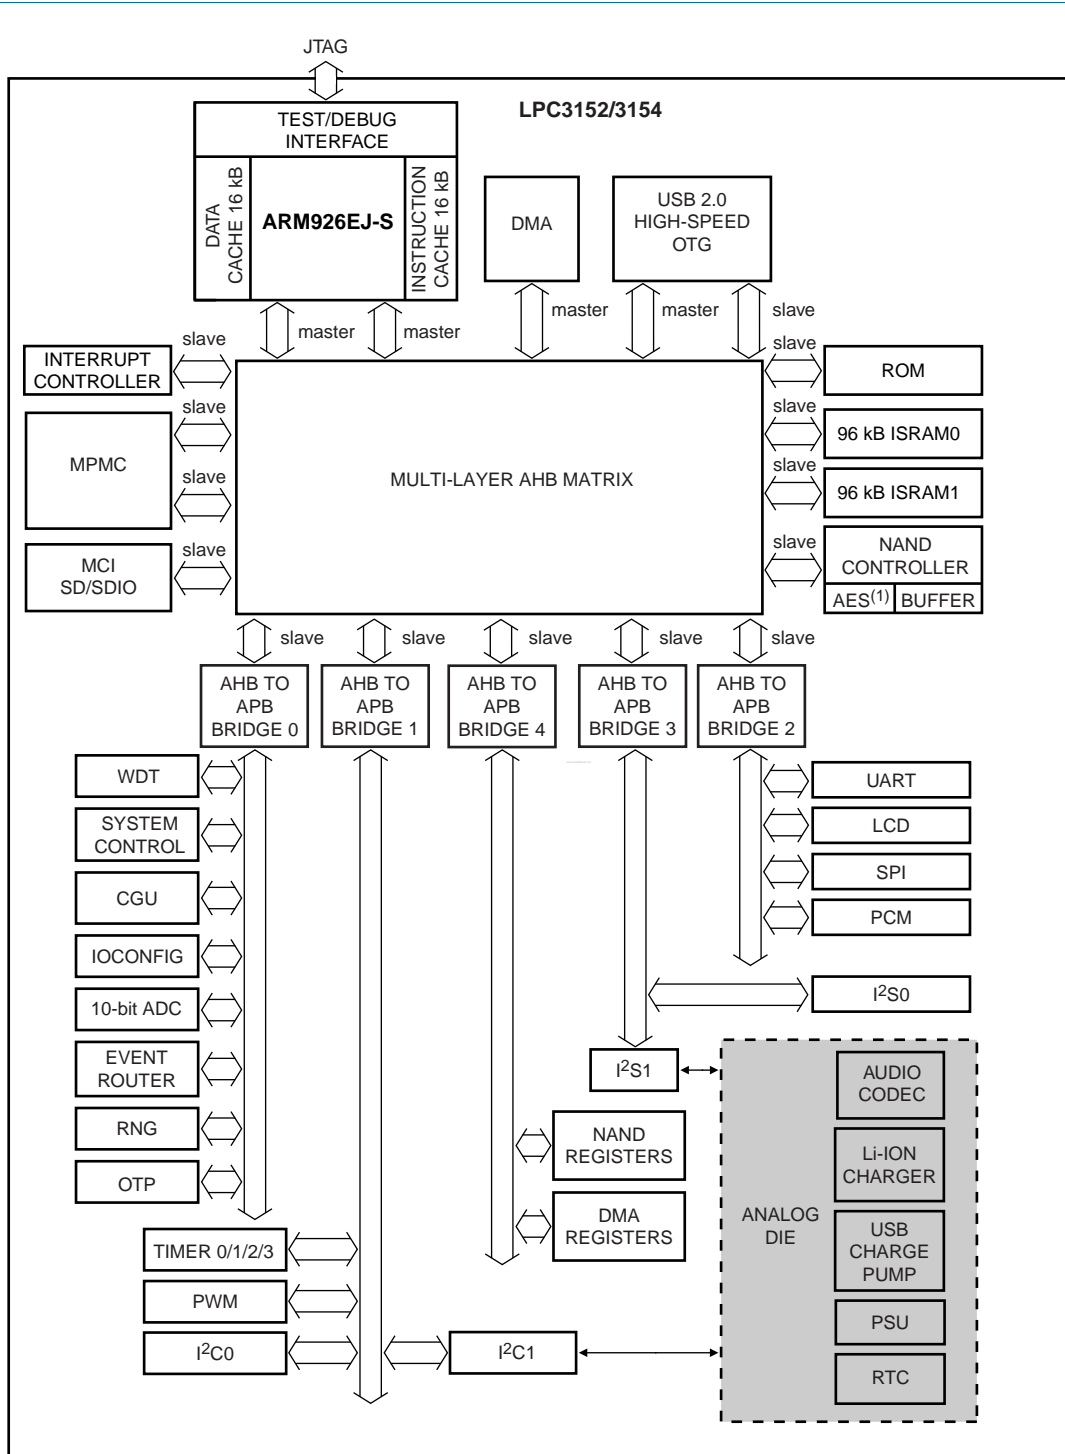 JTAG
LPC3152/3154
TEST/DEBUG
INTERFACE
DATA
CACHE 16 kB
ARM926EJ-S
INSTRUCTION
CACHE 16 kB
DMA
USB 2.0
HIGH-SPEED
OTG
master
master
master
master
slave
slave
INTERRUPT
CONTROLLER
slave
MPMC
slave
slave
MCI
SD/SDIO
MULTI-LAYER AHB MATRIX
slave
ROM
slave
96 kB ISRAM0
slave
96 kB ISRAM1
slave
NAND
CONTROLLER
AES(1)
BUFFER
slave
slave
slave
slave
slave
AHB TO
APB
BRIDGE 0
AHB TO
APB
BRIDGE 1
AHB TO
APB
BRIDGE 4
AHB TO
APB
BRIDGE 3
AHB TO
APB
BRIDGE 2
WDT
SYSTEM
CONTROL
CGU
IOCONFIG
10-bit ADC
EVENT
ROUTER
RNG
OTP
UART
LCD
SPI
PCM
I2S0
I2S1
NAND
REGISTERS
DMA
REGISTERS
TIMER 0/1/2/3
PWM
I2C0
I2C1
ANALOG
DIE
AUDIO
CODEC
Li-ION
CHARGER
USB
CHARGE
PUMP
PSU
RTC